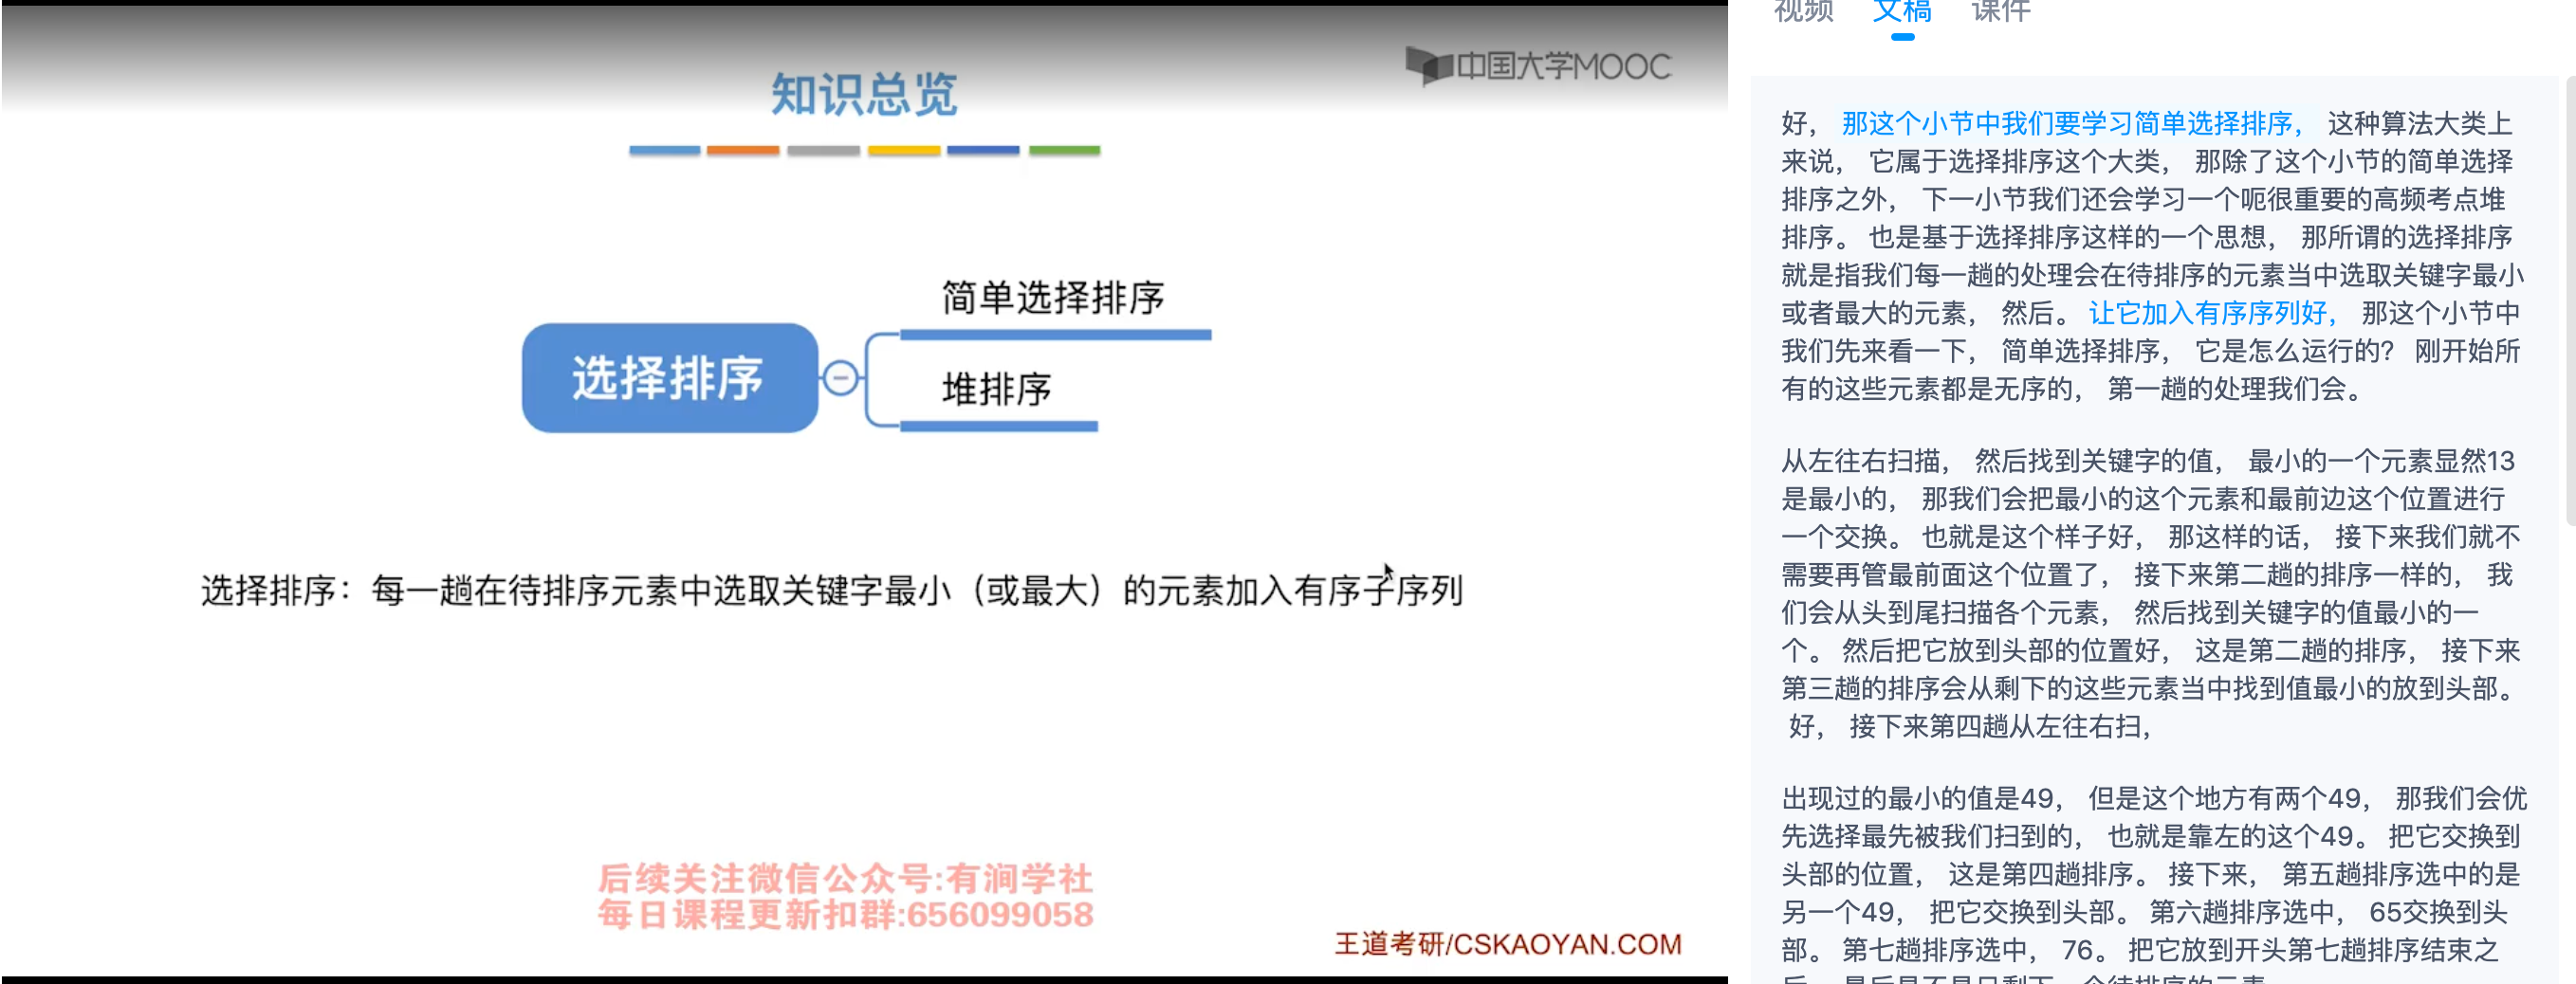 中国大学MOOC
知识总览
简单选择排序
选择排序
堆排序
选择排序：每一趟在待排序元素中选取关键字最小（或最大）的元素加入有序子序列
后续关注微信公众号:有涧学社
每日课程更新扣群:656099058
王道考研/CSKAOYAN.COM
视频 文稿 课件
好， 那这个小节中我们要学习简单选择排序， 这种算法大类上
来说， 它属于选择排序这个大类， 那除了这个小节的简单选择
排序之外， 下一小节我们还会学习一个呃很重要的高频考点堆
排序。 也是基于选择排序这样的一个思想， 那所谓的选择排序
就是指我们每一趟的处理会在待排序的元素当中选取关键字最小
或者最大的元素， 然后。 让它加入有序序列好， 那这个小节中
我们先来看一下， 简单选择排序， 它是怎么运行的？ 刚开始所
有的这些元素都是无序的， 第一趟的处理我们会。
从左往右扫描， 然后找到关键字的值， 最小的一个元素显然13
是最小的， 那我们会把最小的这个元素和最前边这个位置进行
一个交换。 也就是这个样子好， 那这样的话， 接下来我们就不
需要再管最前面这个位置了， 接下来第二趟的排序一样的， 我
们会从头到尾扫描各个元素， 然后找到关键字的值最小的一
个。 然后把它放到头部的位置好， 这是第二趟的排序， 接下来
第三趟的排序会从剩下的这些元素当中找到值最小的放到头部。
好， 接下来第四趟从左往右扫，
出现过的最小的值是49， 但是这个地方有两个49， 那我们会优
先选择最先被我们扫到的， 也就是靠左的这个49。 把它交换到
头部的位置， 这是第四趟排序。 接下来， 第五趟排序选中的是
另一个49， 把它交换到头部。 第六趟排序选中， 65交换到头
部。 第七趟排序选中， 76。 把它放到开头第七趟排序结束之
后， 最后是不是只剩下一个待排序的元素